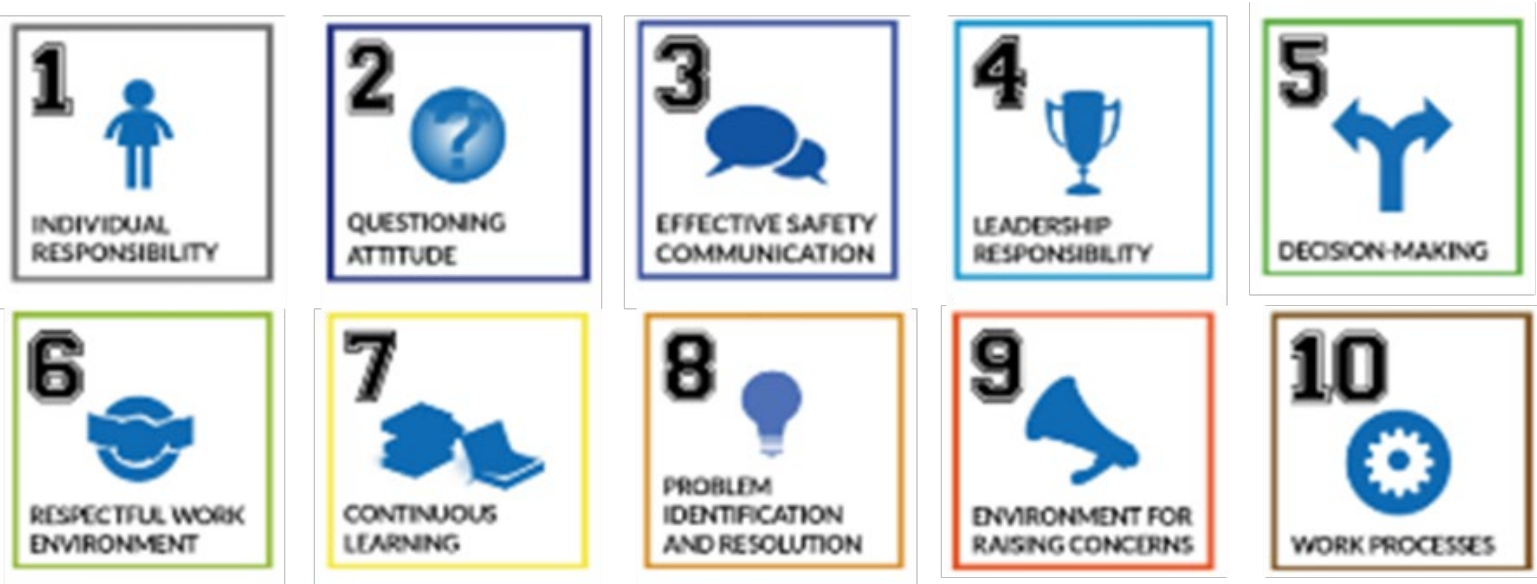 1
INDIVIDUAL
RESPONSIBILITY
2
?
QUESTIONING
ATTITUDE
3
EFFECTIVE SAFETY
COMMUNICATION
4
LEADERSHIP
RESPONSIBILITY
5
DECISION-MAKING
6
RESPECTFUL WORK
ENVIRONMENT
7
CONTINUOUS
LEARNING
8
PROBLEM
IDENTIFICATION
AND RESOLUTION
9
ENVIRONMENT FOR
RAISING CONCERNS
10
WORK PROCESSES